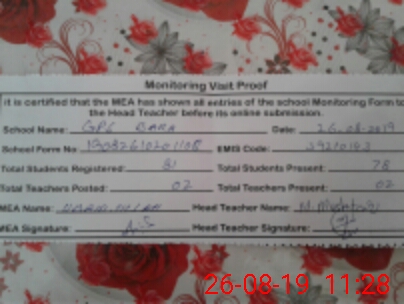 Monitoring Visit Proof
it is certified that the MEA has shown all entries of the school Monitoring Form to
the Head Teacher before its online submission.
School Name: GPS BARA Date: 26-08-2019
School Form No: EMIS Code:
Total Students Registered: 81 Total Students Present: 78
Total Teachers Posted: 02 Total Teachers Present: 02
MEA Name: Head Teacher Name:
MEA Signature: Head Teacher Signature:
26-08-19 11:28